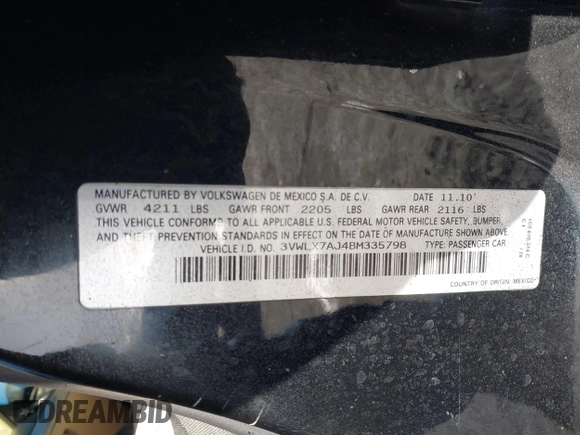 MANUFACTURED BY VOLKSWAGEN DE MEXICO S.A. DE C.V. DATE 11.10
GVWR 4211 LBS GAWR FRONT 2205 LBS GAWR REAR 2116 LBS
THIS VEHICLE CONFORMS TO ALL APPLICABLE U.S. FEDERAL MOTOR VEHICLE SAFETY, BUMPER,
AND THEFT PREVENTION STANDARDS IN EFFECT ON THE DATE OF MANUFACTURE SHOWN ABOVE.
VEHICLE I.D. NO. 3VWLX7AJ4BM335798 TYPE: PASSENGER CAR
COUNTRY OF ORIGIN: MEXICO
DREAMBID